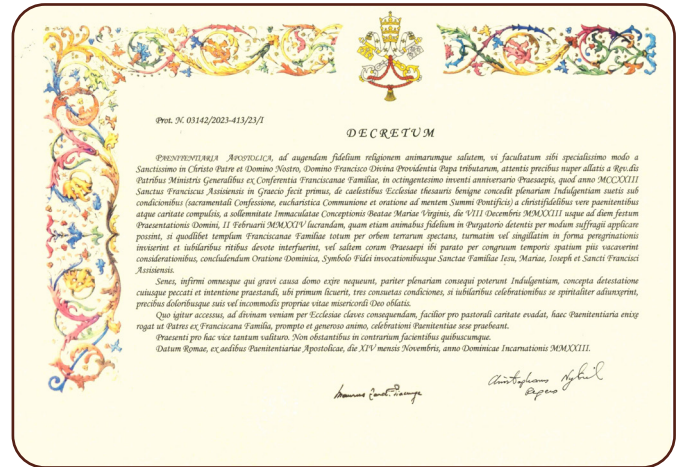 Prot. N. 03142/2023-413/23/I
DECRETUM
PAENITENTIARIA APOSTOLICA, ad augendam fidelium religionem animarumque salutem, vi facultatum sibi specialissimo modo a
Sanctissimo in Christo Patre et Domino Nostro, Domino Francisco Divina Providentia Papa tributarum, attentis precibus nuper allatis a Rev.dis
Patribus Ministris Generalibus ex Conferentia Franciscanae Familiae, in octingentesimo inventi anniversario Praesaepis, quod anno MCCXXIII
Sanctus Franciscus Assisiensis in Graecio fecit primus, de caelestibus Ecclesiae thesauris benigne concedit plenariam Indulgentiam suetis sub
condicionibus (sacramentali Confessione, eucharistica Communione et oratione ad mentem Summi Pontificis) a christifidelibus vere paenitentibus
atque caritate compulsis, a sollemnitate Immaculatae Conceptionis Beatae Mariae Virginis, die VIII Decembris MMXXIII usque ad diem festum
Praesentationis Domini, II Februarii MMXXIV lucrandam, quam etiam animabus fidelium in Purgatorio detentis per modum suffragii applicare
possint, si quodlibet templum Franciscanae Familiae totum per orbem terrarum spectans, turmatim vel singillatim in forma peregrinationis
inviserint et iubilaribus ritibus devote interfuerint, vel saltem coram Praesaepi ibi parato per congruum temporis spatium piis vacaverint
considerationibus, concludendum Oratione Dominica, Symbolo Fidei invocationibusque Sanctae Familiae Iesu, Mariae, Ioseph et Sancti Francisci
Assisiensis.
Senes, infirmi omnesque qui gravi causa domo exire nequeunt, pariter plenariam consequi poterunt Indulgentiam, concepta detestatione
cuiusque peccati et intentione praestandi, ubi primum licuerit, tres consuetas condiciones, si iubilaribus celebrationibus se spiritaliter adiunxerint,
precibus doloribusque suis vel incommodis propriae vitae misericordi Deo oblatis.
Quo igitur accessus, ad divinam veniam per Ecclesiae claves consequendam, facilior pro pastorali caritate evadat, haec Paenitentiaria enixe
rogat ut Patres ex Franciscana Familia, prompto et generoso animo, celebrationi Paenitentiae sese praebeant.
Praesenti pro hac vice tantum valituro. Non obstantibus in contrarium facientibus quibuscumque.
Datum Romae, ex aedibus Paenitentiariae Apostolicae, die XIV mensis Novembris, anno Dominicae Incarnationis MMXXIII.